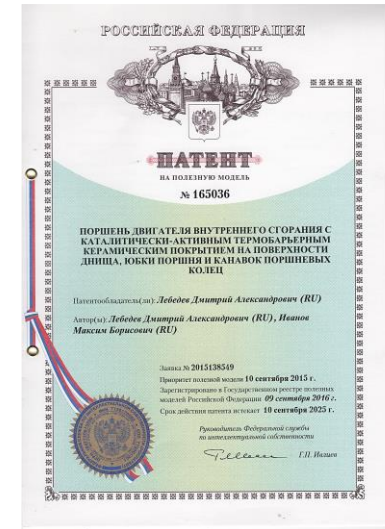 РОССИЙСКАЯ ФЕДЕРАЦИЯ
ПАТЕНТ
НА ПОЛЕЗНУЮ МОДЕЛЬ
№ 165036
ПОРШЕНЬ ДВИГАТЕЛЯ ВНУТРЕННЕГО СГОРАНИЯ С
КАТАЛИТИЧЕСКИ-АКТИВНЫМ ТЕРМОБАРЬЕРНЫМ
КЕРАМИЧЕСКИМ ПОКРЫТИЕМ НА ПОВЕРХНОСТИ
ДНИЩА, ЮБКИ ПОРШНЯ И КАНАВОК ПОРШНЕВЫХ
КОЛЕЦ
Патентообладатель(ли): Лебедев Дмитрий Александрович (RU)
Автор(ы): Лебедев Дмитрий Александрович (RU), Иванов
Максим Борисович (RU)
Заявка № 2015138549
Приоритет полезной модели 10 сентября 2015 г.
Зарегистрировано в Государственном реестре полезных
моделей Российской Федерации 09 сентября 2016 г.
Срок действия патента истекает 10 сентября 2025 г.
Руководитель Федеральной службы
по интеллектуальной собственности
Г.П. Ивлиев